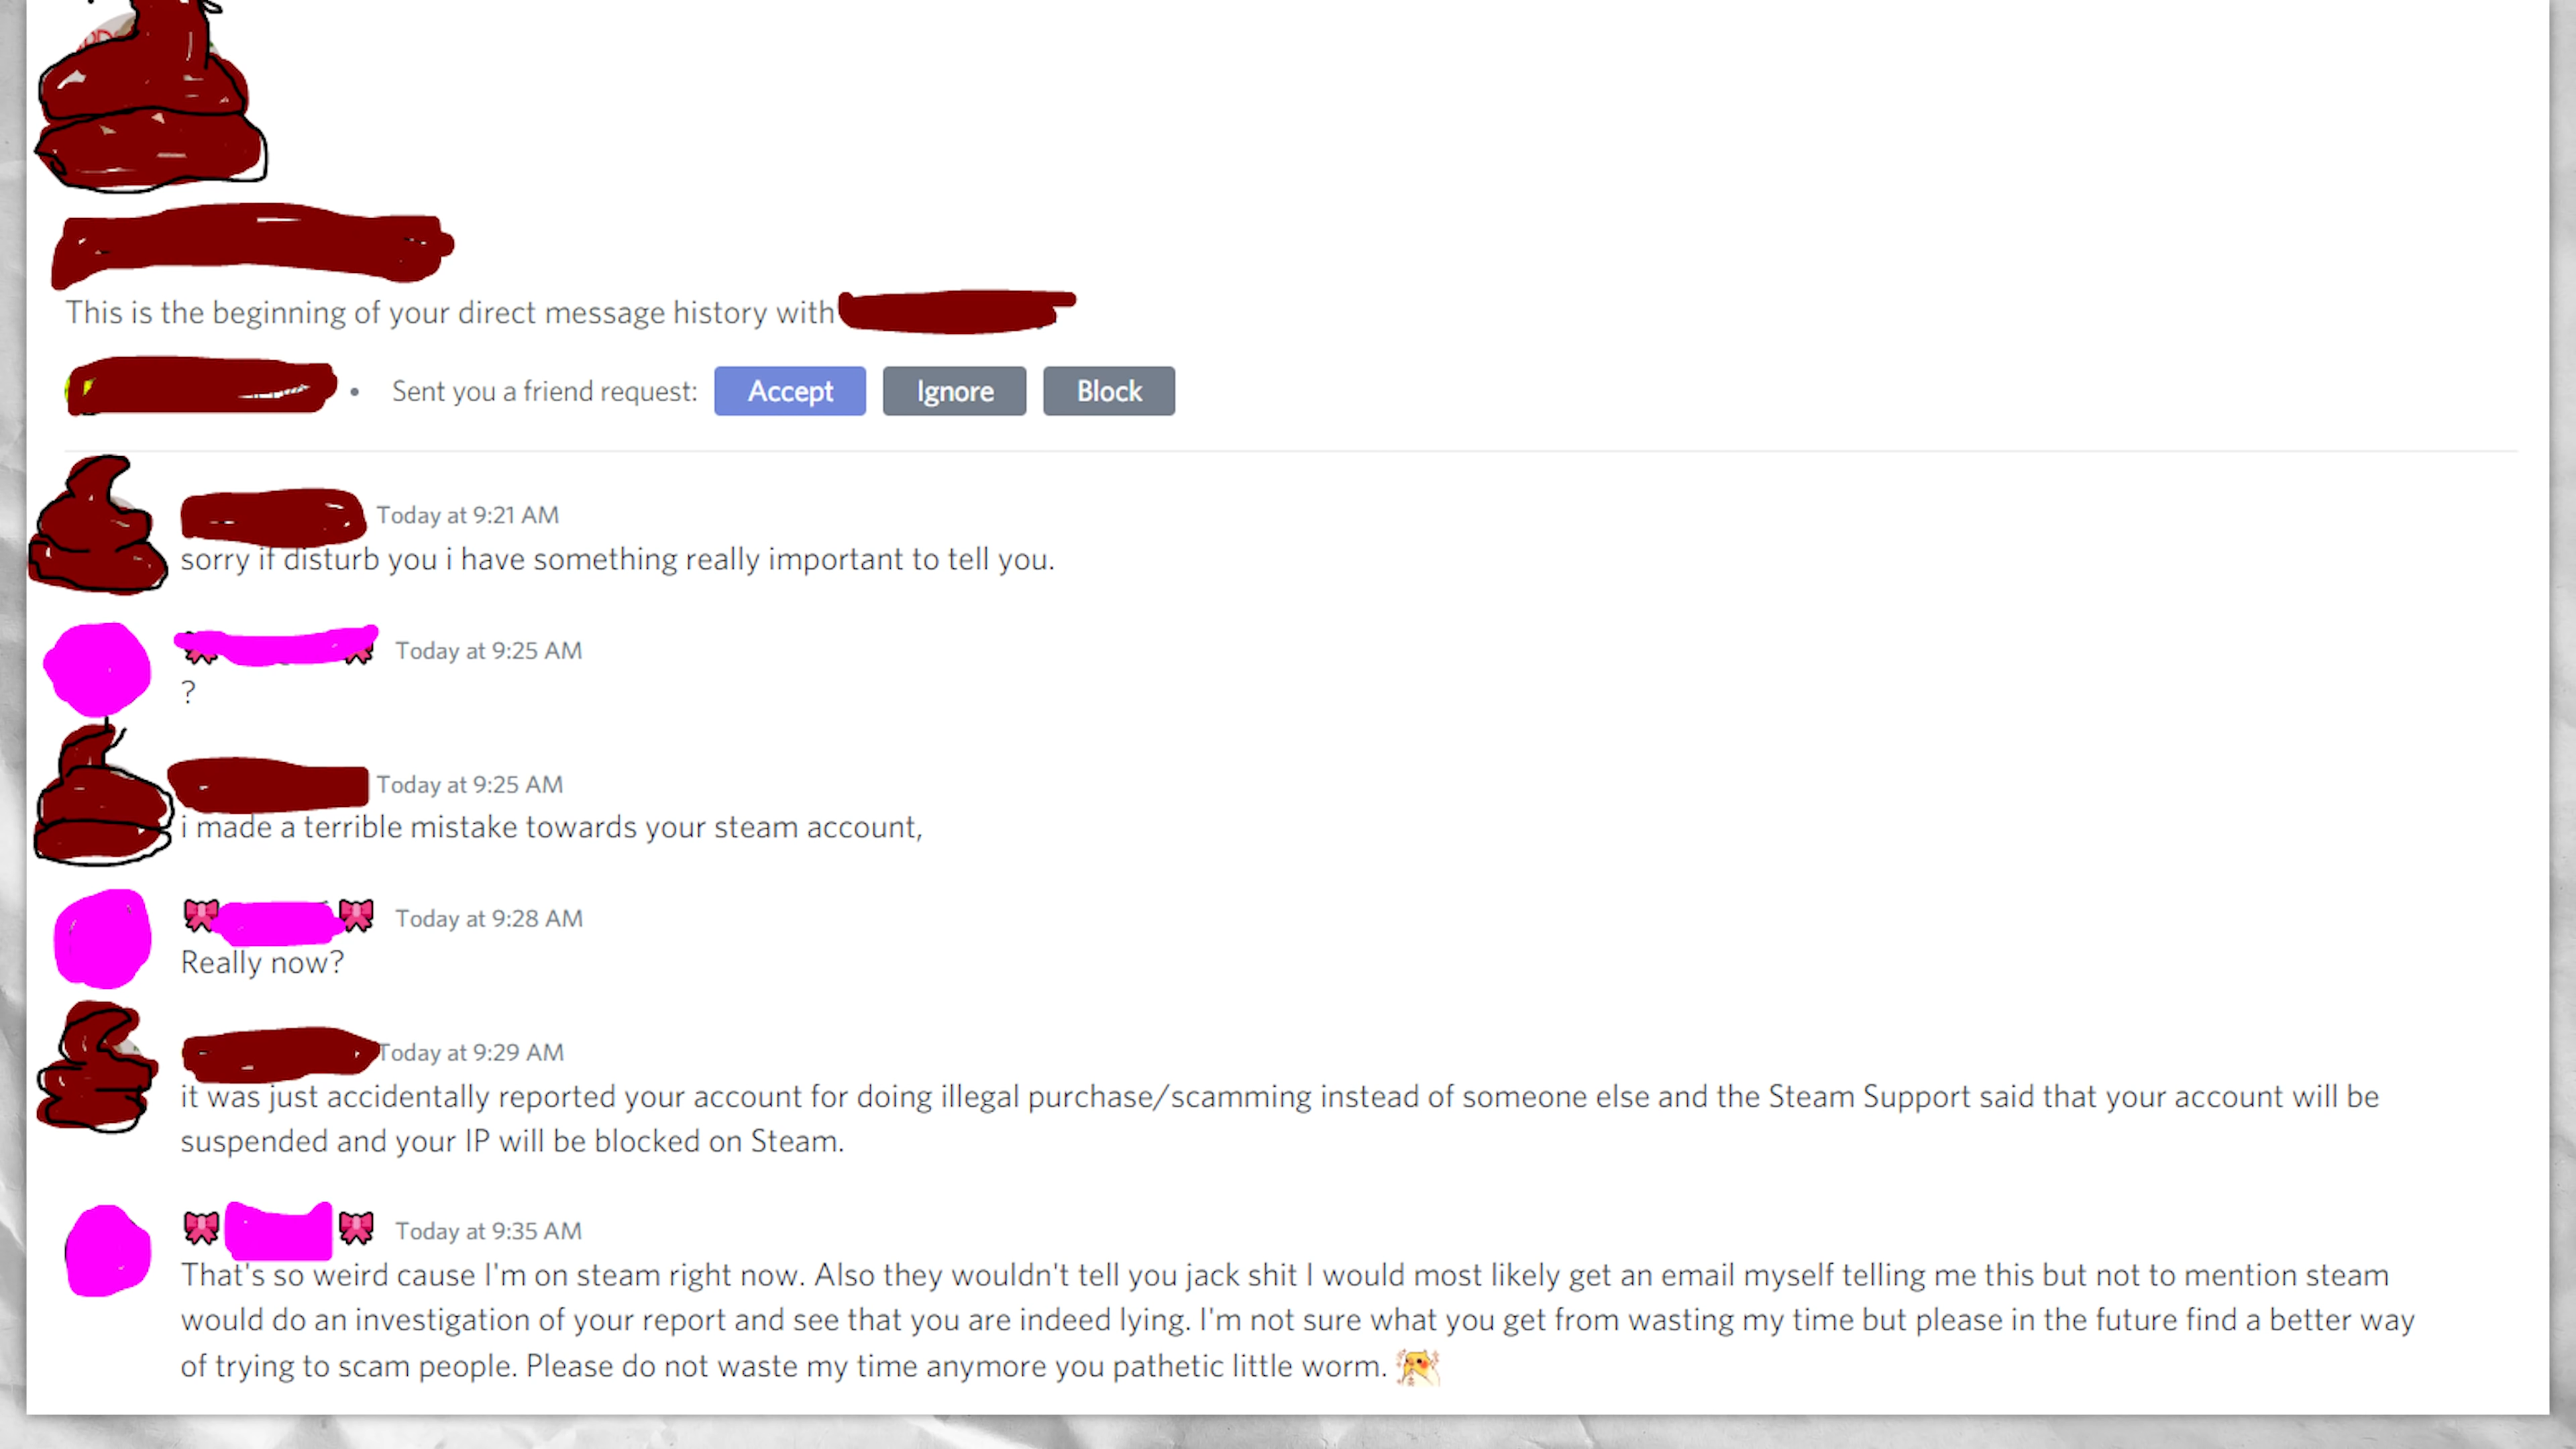 This is the beginning of your direct message history with
Sent you a friend request: Accept Ignore Block
Today at 9:21 AM
sorry if disturb you i have something really important to tell you.
Today at 9:25 AM
?
Today at 9:25 AM
i made a terrible mistake towards your steam account,
Today at 9:28 AM
Really now?
Today at 9:29 AM
it was just accidentally reported your account for doing illegal purchase/scamming instead of someone else and the Steam Support said that your account will be
suspended and your IP will be blocked on Steam.
Today at 9:35 AM
That's so weird cause I'm on steam right now. Also they wouldn't tell you jack shit I would most likely get an email myself telling me this but not to mention steam
would do an investigation of your report and see that you are indeed lying. I'm not sure what you get from wasting my time but please in the future find a better way
of trying to scam people. Please do not waste my time anymore you pathetic little worm.